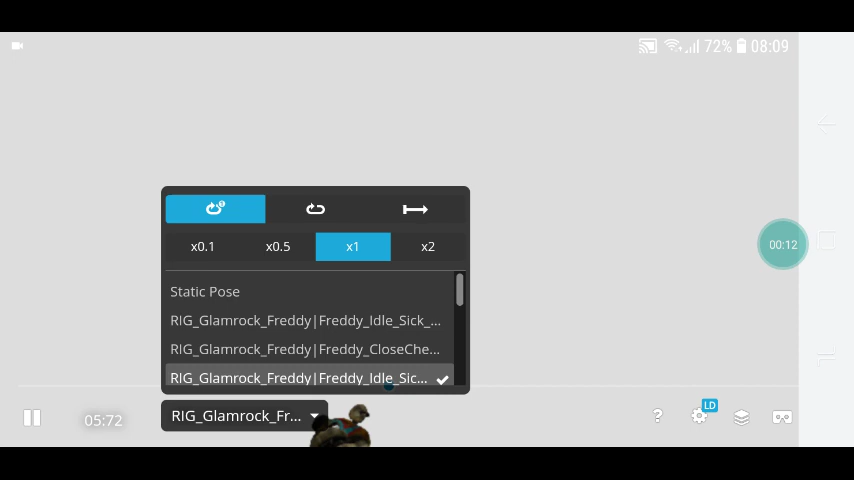 72% 08:09
x0.1 x0.5 x1 x2
00:12
Static Pose
RIG_Glamrock_Freddy|Freddy_Idle_Sick_...
RIG_Glamrock_Freddy|Freddy_CloseChe...
RIG_Glamrock_Freddy|Freddy_Idle_Sic...
LD
05:72 RIG_Glamrock_Fr... ?